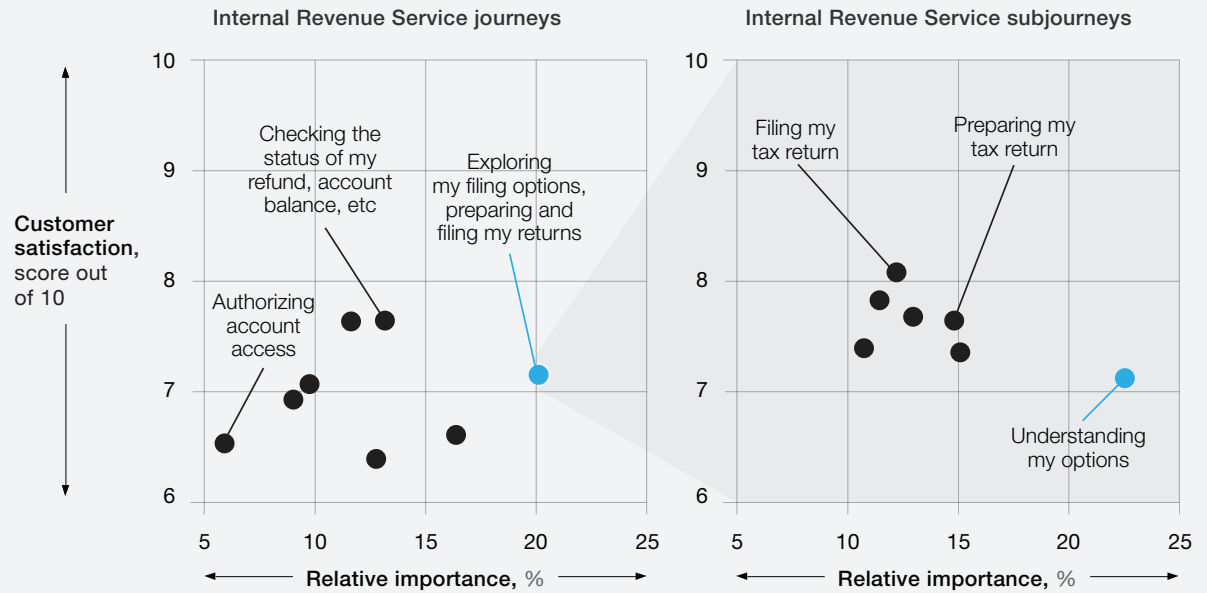 Internal Revenue Service journeys
Customer
satisfaction,
score out
of 10
10
9
8
7
6
Checking the
status of my
refund, account
balance, etc
Exploring
my filing options,
preparing and
filing my returns
Authorizing
account
access
5
10
15
20
25
Relative importance, %
Internal Revenue Service subjourneys
10
9
8
7
6
Filing my
tax return
Preparing my
tax return
Understanding
my options
5
10
15
20
25
Relative importance, %